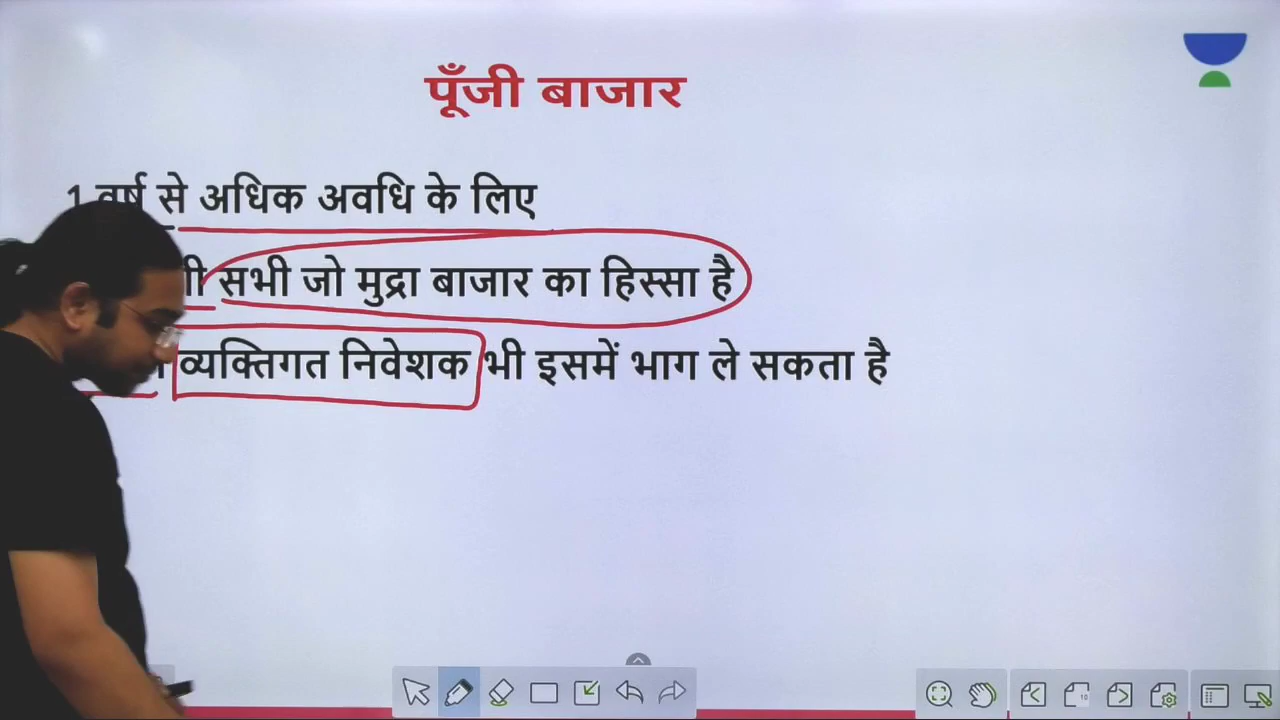 पूँजी बाजार
1 वर्ष से अधिक अवधि के लिए
सभी जो मुद्रा बाजार का हिस्सा है
व्यक्तिगत निवेशक भी इसमें भाग ले सकता है